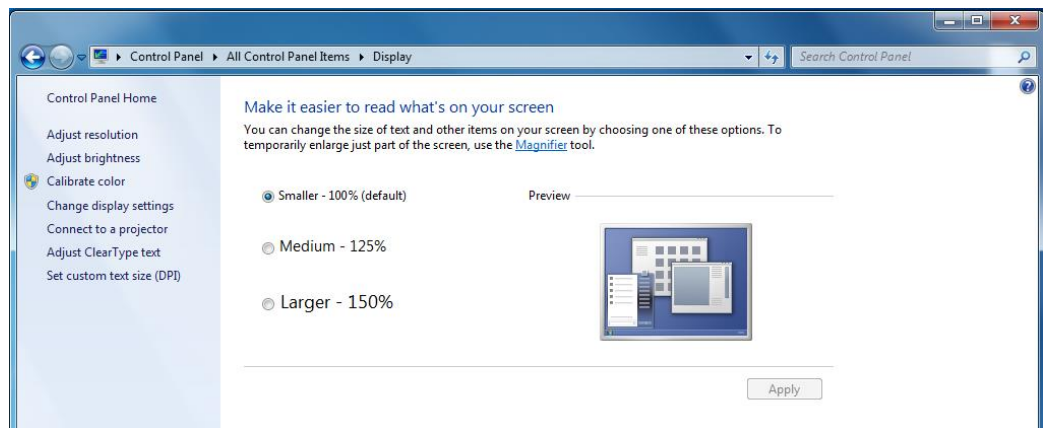 Control Panel ▸ All Control Panel Items ▸ Display
Search Control Panel
Control Panel Home
Adjust resolution
Adjust brightness
Calibrate color
Change display settings
Connect to a projector
Adjust ClearType text
Set custom text size (DPI)
Make it easier to read what's on your screen
You can change the size of text and other items on your screen by choosing one of these options. To
temporarily enlarge just part of the screen, use the Magnifier tool.
Smaller - 100% (default)
Preview
Medium - 125%
Larger - 150%
Apply